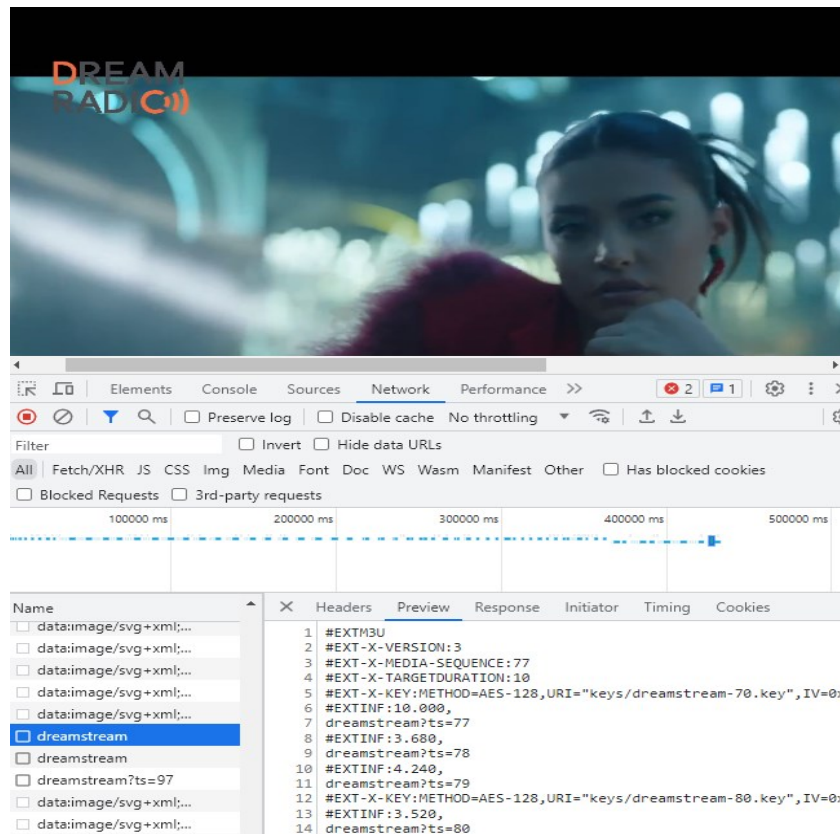 DREAM
RADIO
Elements Console Sources Network Performance 2 1
Preserve log Disable cache No throttling
Filter Invert Hide data URLs
All Fetch/XHR JS CSS Img Media Font Doc WS Wasm Manifest Other Has blocked cookies
Blocked Requests 3rd-party requests
100000 ms 200000 ms 300000 ms 400000 ms 500000 ms
Name Headers Preview Response Initiator Timing Cookies
data:image/svg+xml;...
data:image/svg+xml;...
data:image/svg+xml;...
data:image/svg+xml;...
data:image/svg+xml;...
dreamstream
dreamstream
dreamstream?ts=97
data:image/svg+xml;...
data:image/svg+xml;...
1 #EXTM3U
2 #EXT-X-VERSION:3
3 #EXT-X-MEDIA-SEQUENCE:77
4 #EXT-X-TARGETDURATION:10
5 #EXT-X-KEY:METHOD=AES-128,URI="keys/dreamstream-70.key",IV=0x
6 #EXTINF:10.000,
7 dreamstream?ts=77
8 #EXTINF:3.680,
9 dreamstream?ts=78
10 #EXTINF:4.240,
11 dreamstream?ts=79
12 #EXT-X-KEY:METHOD=AES-128,URI="keys/dreamstream-80.key",IV=0x
13 #EXTINF:3.520,
14 dreamstream?ts=80